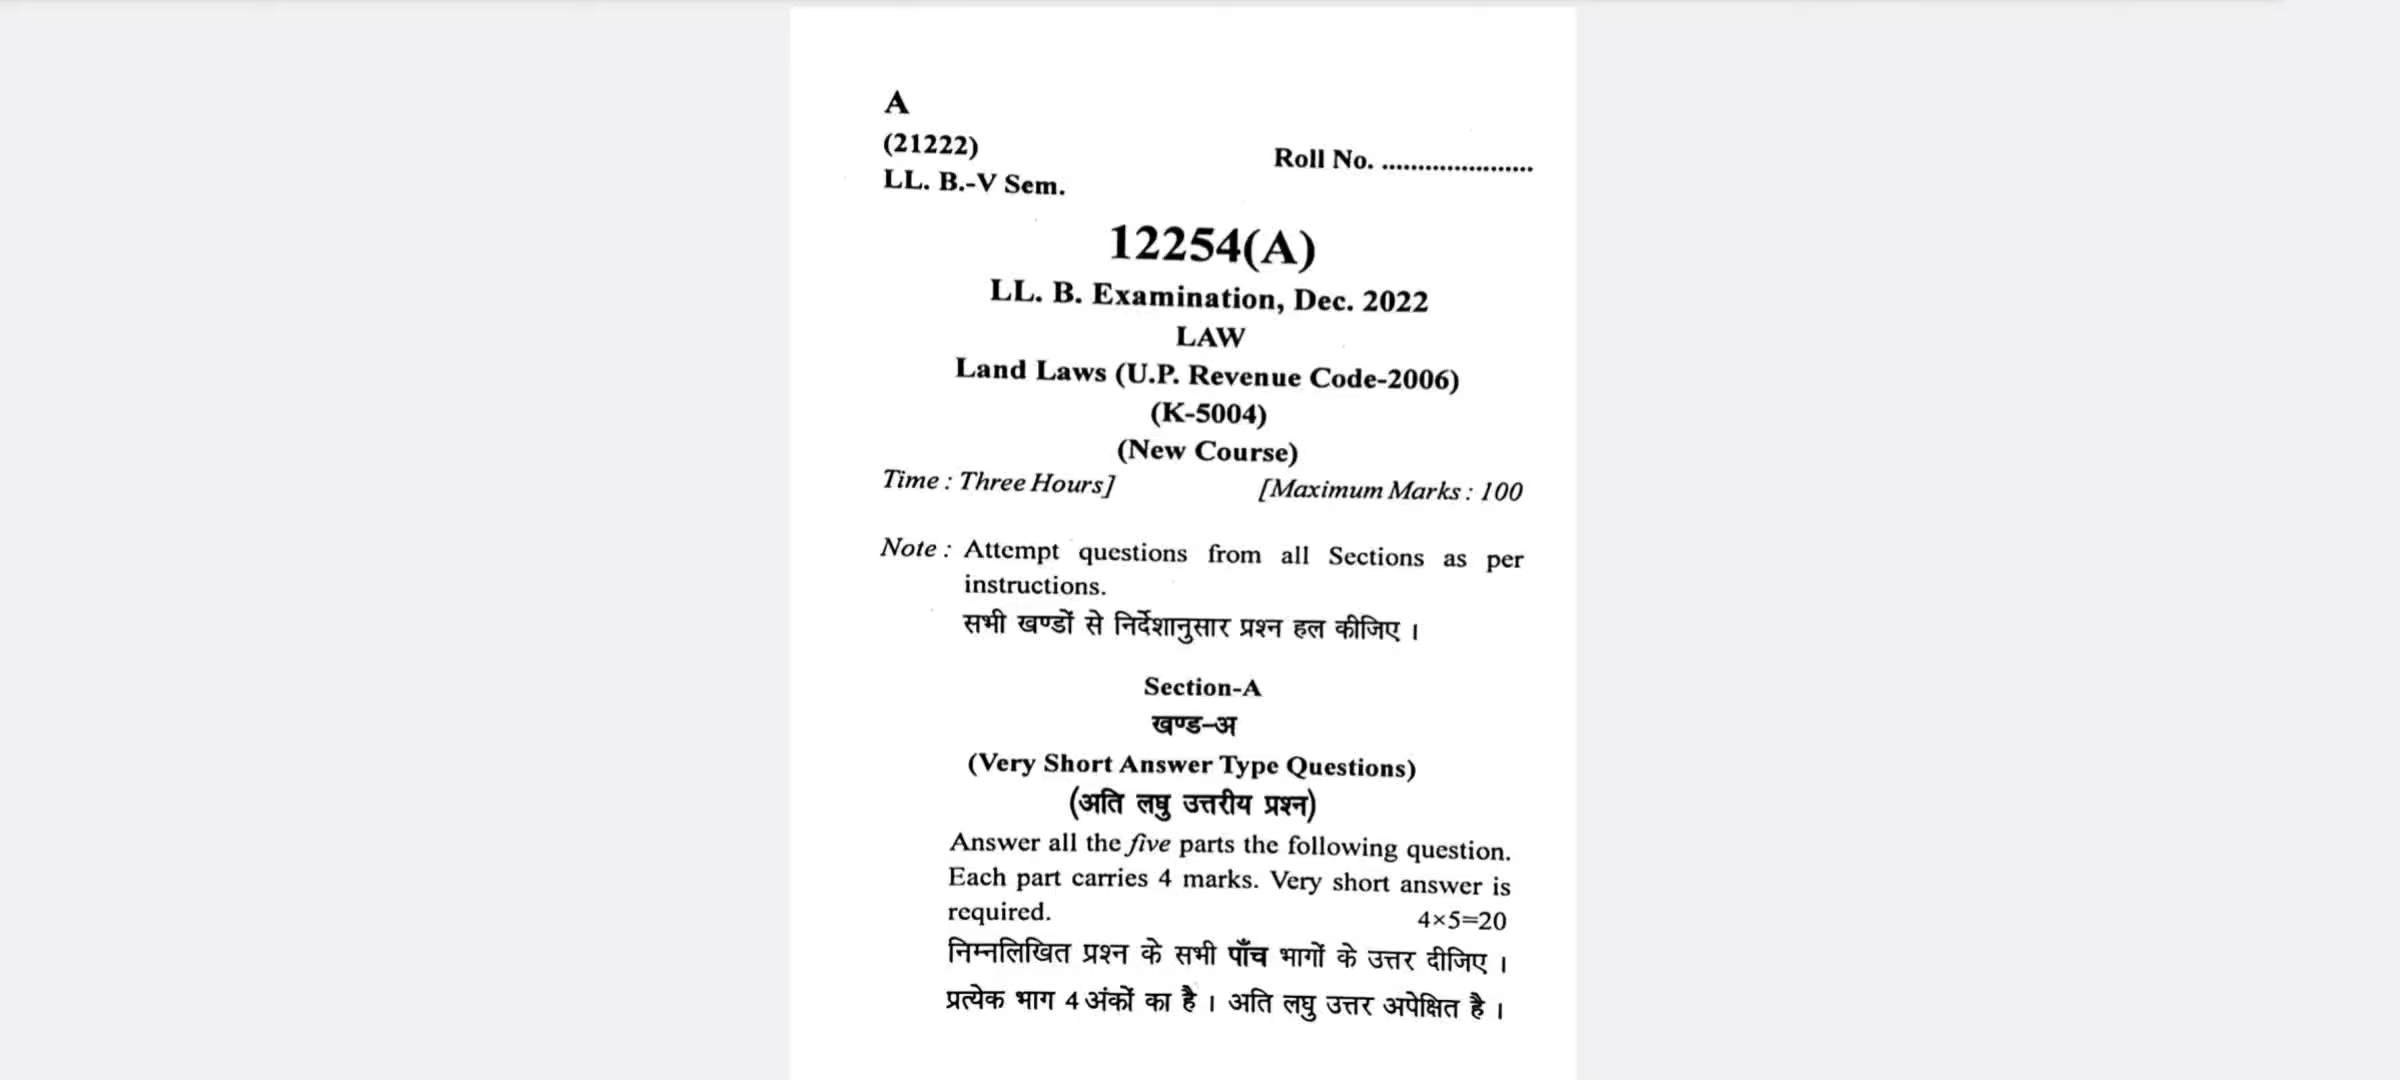 A
(21222)
Roll No. ......................
LL. B.-V Sem.
12254(A)
LL. B. Examination, Dec. 2022
LAW
Land Laws (U.P. Revenue Code-2006)
(K-5004)
(New Course)
Time : Three Hours] [Maximum Marks : 100
Note : Attempt questions from all Sections as per
instructions.
सभी खण्डों से निर्देशानुसार प्रश्न हल कीजिए ।
Section-A
खण्ड-अ
(Very Short Answer Type Questions)
(अति लघु उत्तरीय प्रश्न)
Answer all the five parts the following question.
Each part carries 4 marks. Very short answer is
required. 4×5=20
निम्नलिखित प्रश्न के सभी पाँच भागों के उत्तर दीजिए ।
प्रत्येक भाग 4 अंकों का है । अति लघु उत्तर अपेक्षित है ।